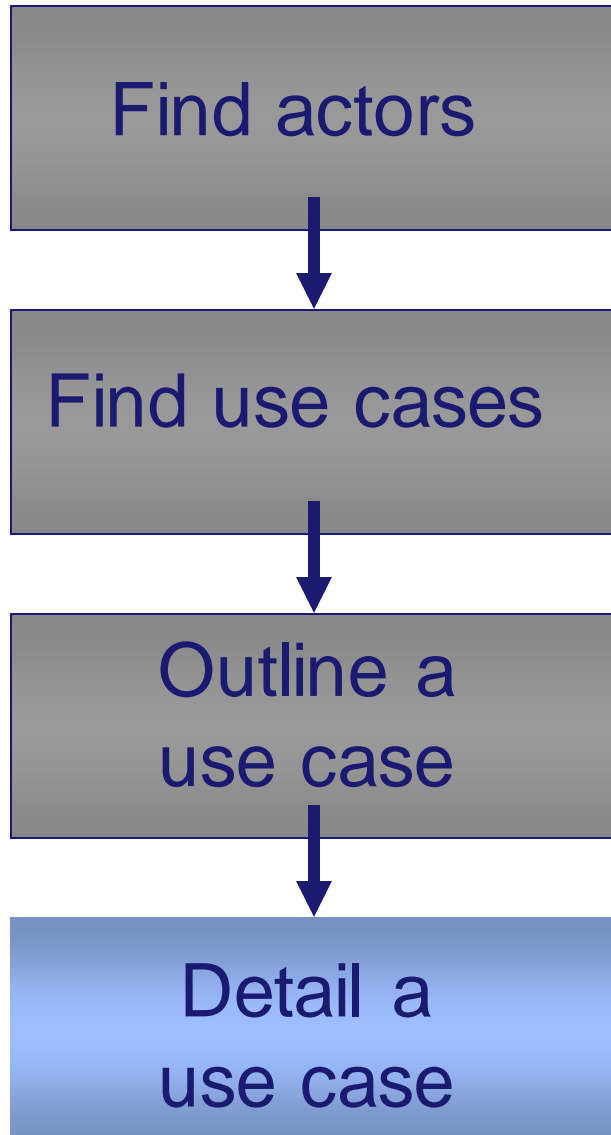 Find actors
Find use cases
Outline a
use case
Detail a
use case